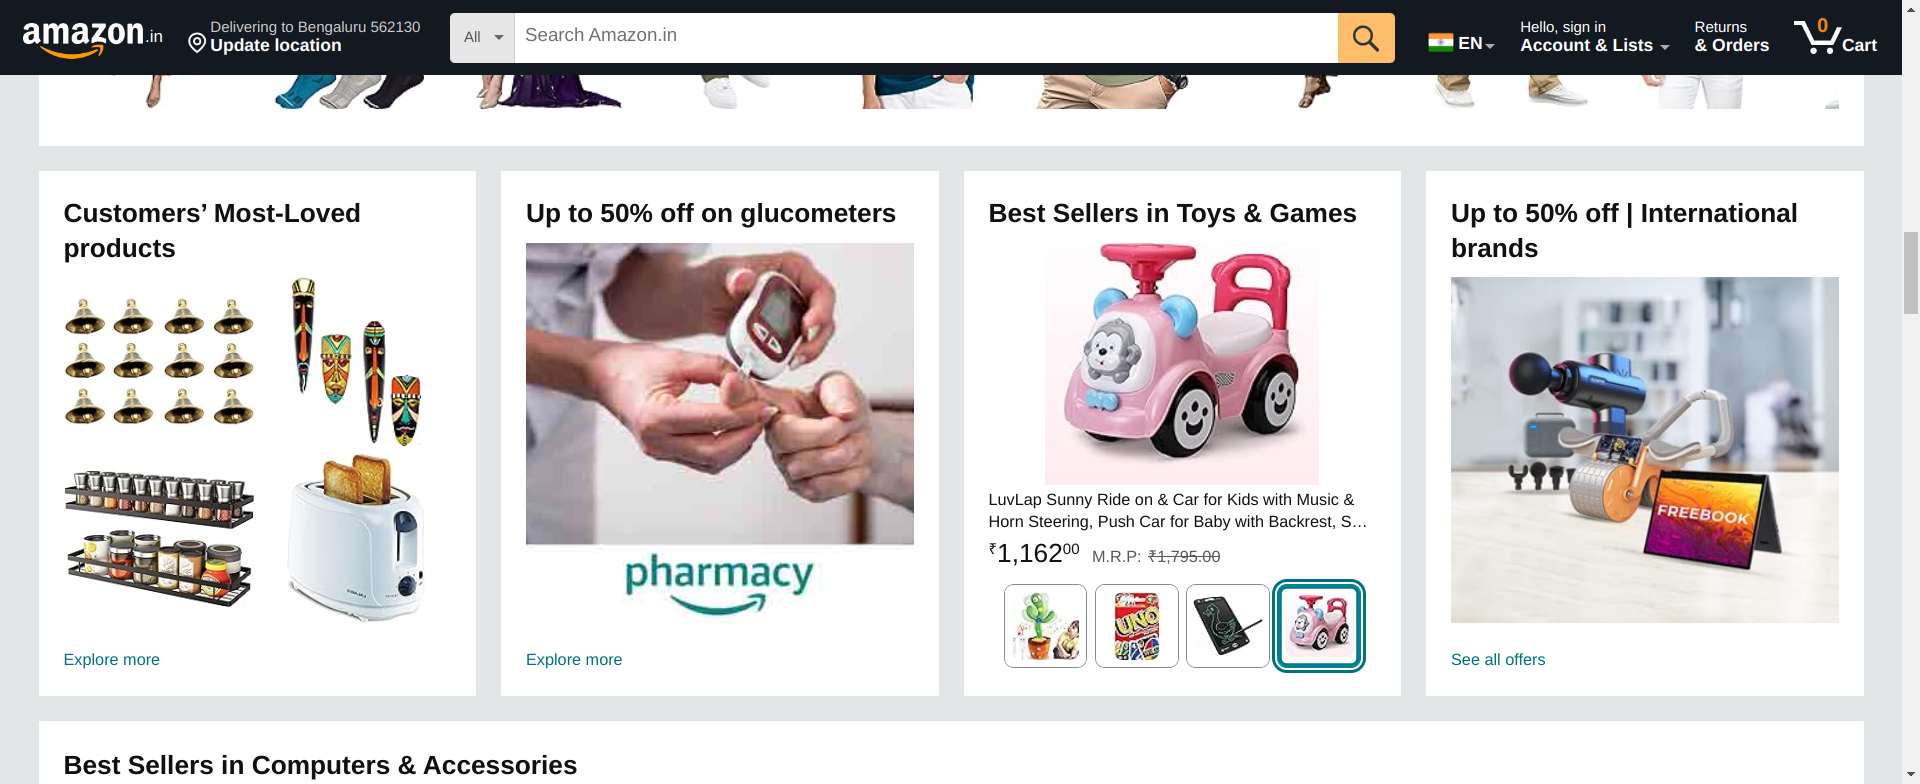 amazon.in
Delivering to Bengaluru 562130
Update location
All
Search Amazon.in
EN
Hello, sign in
Account & Lists
Returns
& Orders
0
Cart
Customers’ Most-Loved
products
Explore more
Up to 50% off on glucometers
pharmacy
Explore more
Best Sellers in Toys & Games
LuvLap Sunny Ride on & Car for Kids with Music &
Horn Steering, Push Car for Baby with Backrest, S…
₹1,16200 M.R.P: ₹1,795.00
UNO
Up to 50% off | International
brands
FREEBOOK
See all offers
Best Sellers in Computers & Accessories